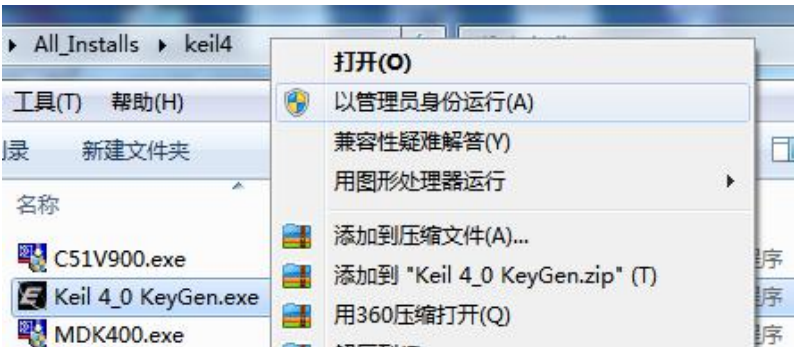 All_Installs ▸ keil4
打开(O)
工具(T) 帮助(H)
以管理员身份运行(A)
新建文件夹
兼容性疑难解答(Y)
用图形处理器运行
名称
添加到压缩文件(A)...
C51V900.exe
添加到 "Keil 4_0 KeyGen.zip" (T)
Keil 4_0 KeyGen.exe
用360压缩打开(Q)
MDK400.exe